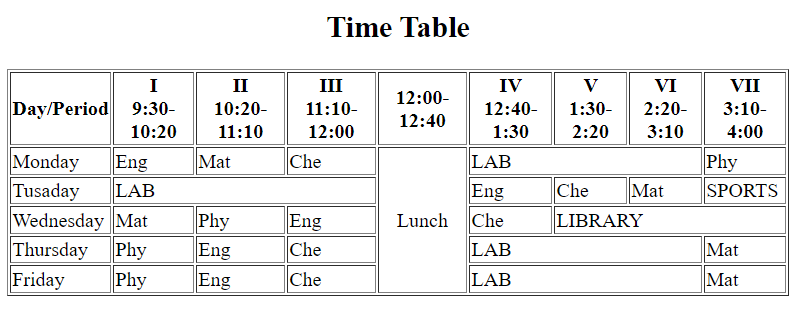 Time Table
Day/Period I 9:30-10:20 II 10:20-11:10 III 11:10-12:00 12:00-12:40 IV 12:40-1:30 V 1:30-2:20 VI 2:20-3:10 VII 3:10-4:00
Monday Eng Mat Che Lunch LAB Phy
Tusaday LAB Eng Che Mat SPORTS
Wednesday Mat Phy Eng Che LIBRARY
Thursday Phy Eng Che LAB Mat
Friday Phy Eng Che LAB Mat